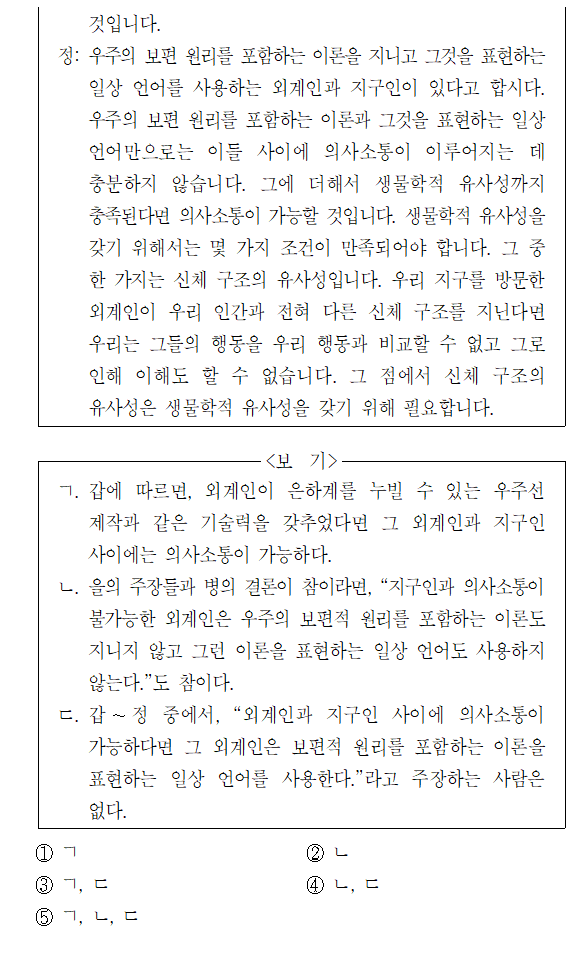 것입니다.
정: 우주의 보편 원리를 포함하는 이론을 지니고 그것을 표현하는
일상 언어를 사용하는 외계인과 지구인이 있다고 합시다.
우주의 보편 원리를 포함하는 이론과 그것을 표현하는 일상
언어만으로는 이들 사이에 의사소통이 이루어지는 데
충분하지 않습니다. 그에 더해서 생물학적 유사성까지
충족된다면 의사소통이 가능할 것입니다. 생물학적 유사성을
갖기 위해서는 몇 가지 조건이 만족되어야 합니다. 그 중
한 가지는 신체 구조의 유사성입니다. 우리 지구를 방문한
외계인이 우리 인간과 전혀 다른 신체 구조를 지닌다면
우리는 그들의 행동을 우리 행동과 비교할 수 없고 그로
인해 이해도 할 수 없습니다. 그 점에서 신체 구조의
유사성은 생물학적 유사성을 갖기 위해 필요합니다.
<보 기>
ㄱ. 갑에 따르면, 외계인이 은하계를 누빌 수 있는 우주선
제작과 같은 기술력을 갖추었다면 그 외계인과 지구인
사이에는 의사소통이 가능하다.
ㄴ. 을의 주장들과 병의 결론이 참이라면, “지구인과 의사소통이
불가능한 외계인은 우주의 보편적 원리를 포함하는 이론도
지니지 않고 그런 이론을 표현하는 일상 언어도 사용하지
않는다.”도 참이다.
ㄷ. 갑 ~ 정 중에서, “외계인과 지구인 사이에 의사소통이
가능하다면 그 외계인은 보편적 원리를 포함하는 이론을
표현하는 일상 언어를 사용한다.”라고 주장하는 사람은
없다.
① ㄱ ② ㄴ
③ ㄱ, ㄷ ④ ㄴ, ㄷ
⑤ ㄱ, ㄴ, ㄷ